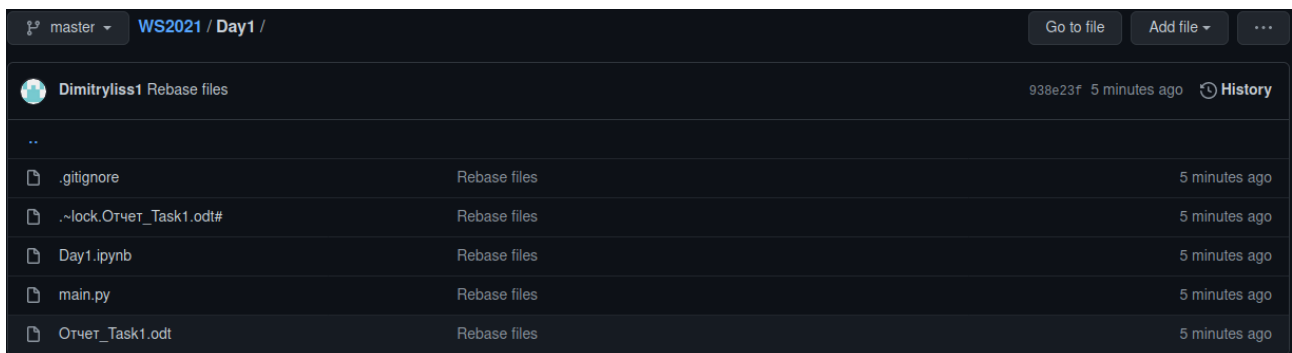 master WS2021 / Day1 / Go to file Add file ...
Dimitryliss1 Rebase files 938e23f 5 minutes ago History
..
.gitignore Rebase files 5 minutes ago
.~lock.Отчет_Task1.odt# Rebase files 5 minutes ago
Day1.ipynb Rebase files 5 minutes ago
main.py Rebase files 5 minutes ago
Отчет_Task1.odt Rebase files 5 minutes ago